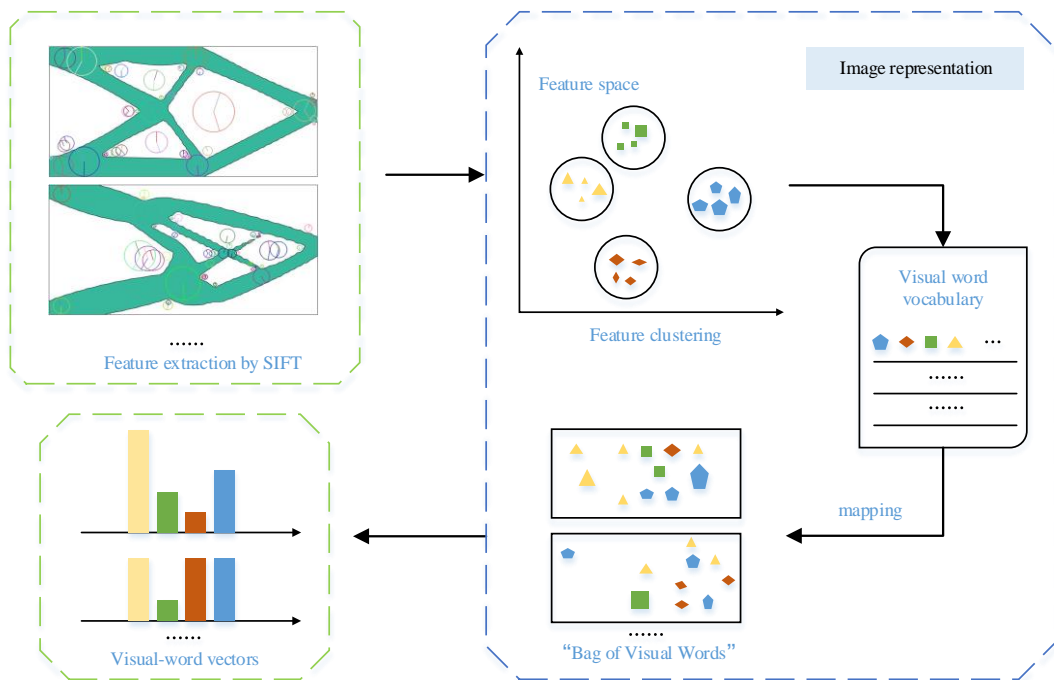 Image representation
Feature space
Feature clustering
......
Feature extraction by SIFT
Visual word
vocabulary
...
......
......
mapping
......
“Bag of Visual Words”
......
Visual-word vectors